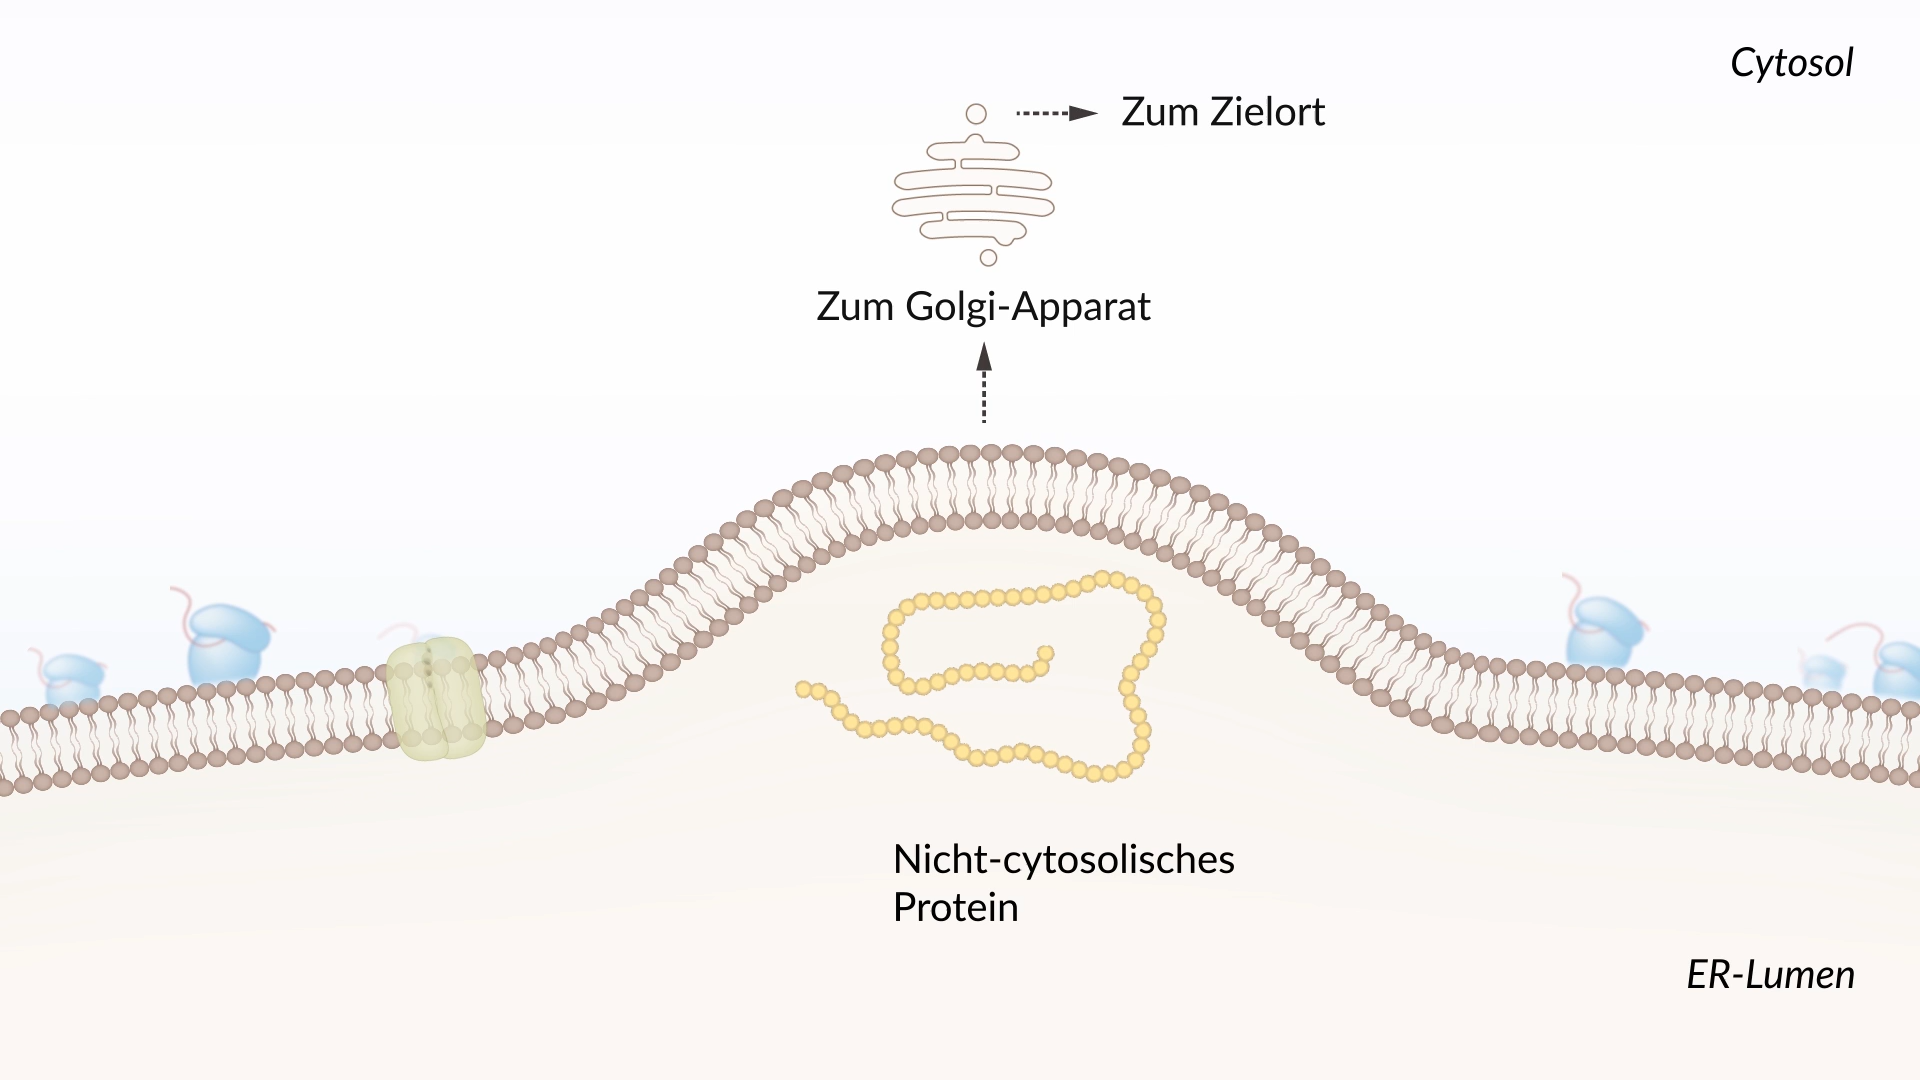 Cytosol
Zum Zielort
Zum Golgi-Apparat
Nicht-cytosolisches
Protein
ER-Lumen